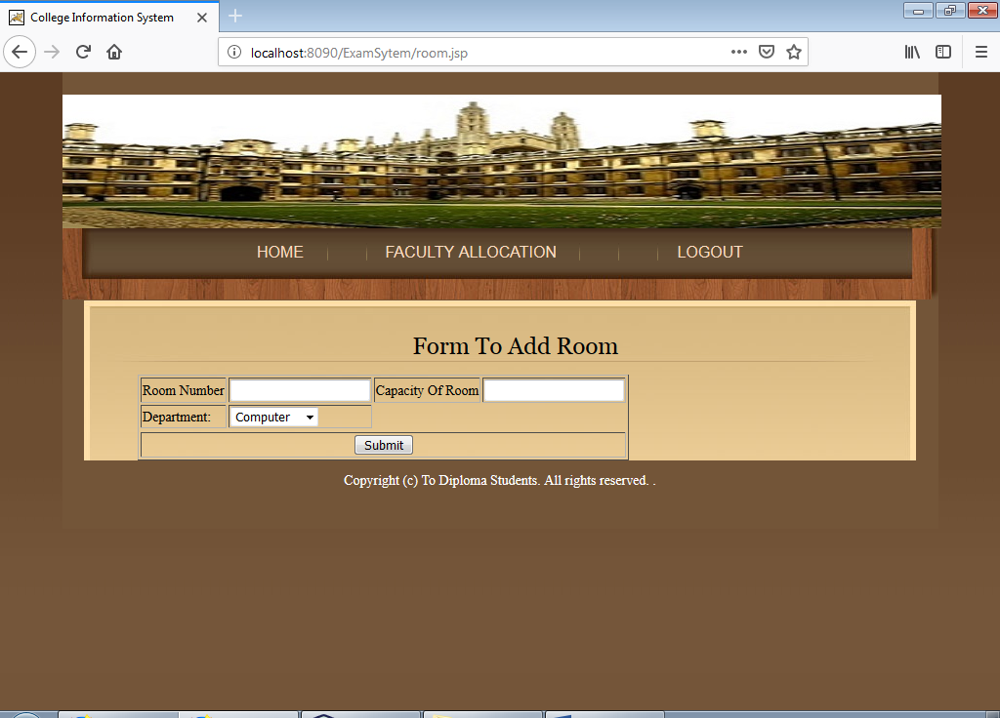 College Information System
localhost:8090/ExamSytem/room.jsp
HOME FACULTY ALLOCATION LOGOUT
Form To Add Room
Room Number Capacity Of Room
Department: Computer
Submit
Copyright (c) To Diploma Students. All rights reserved. .